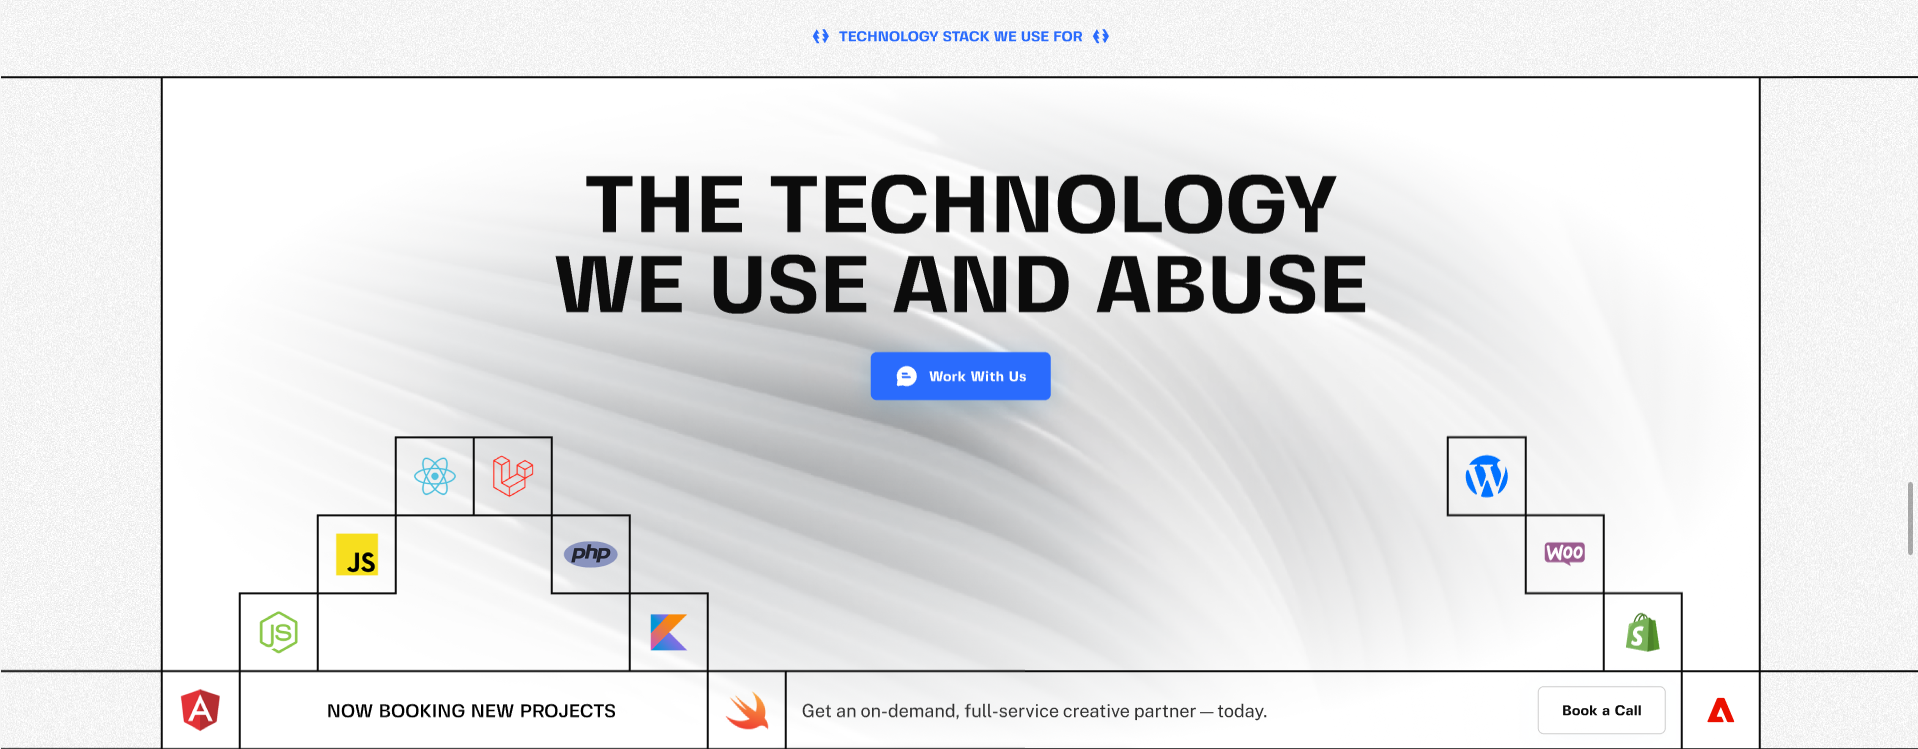 TECHNOLOGY STACK WE USE FOR
THE TECHNOLOGY
WE USE AND ABUSE
Work With Us
JS
php
WOO
JS
NOW BOOKING NEW PROJECTS
Get an on-demand, full-service creative partner — today.
Book a Call